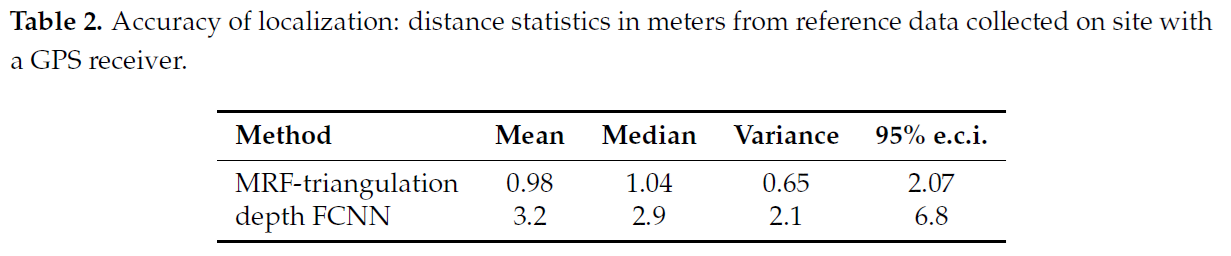 Table 2. Accuracy of localization: distance statistics in meters from reference data collected on site with
a GPS receiver.
Method Mean Median Variance 95% e.c.i.
MRF-triangulation 0.98 1.04 0.65 2.07
depth FCNN 3.2 2.9 2.1 6.8